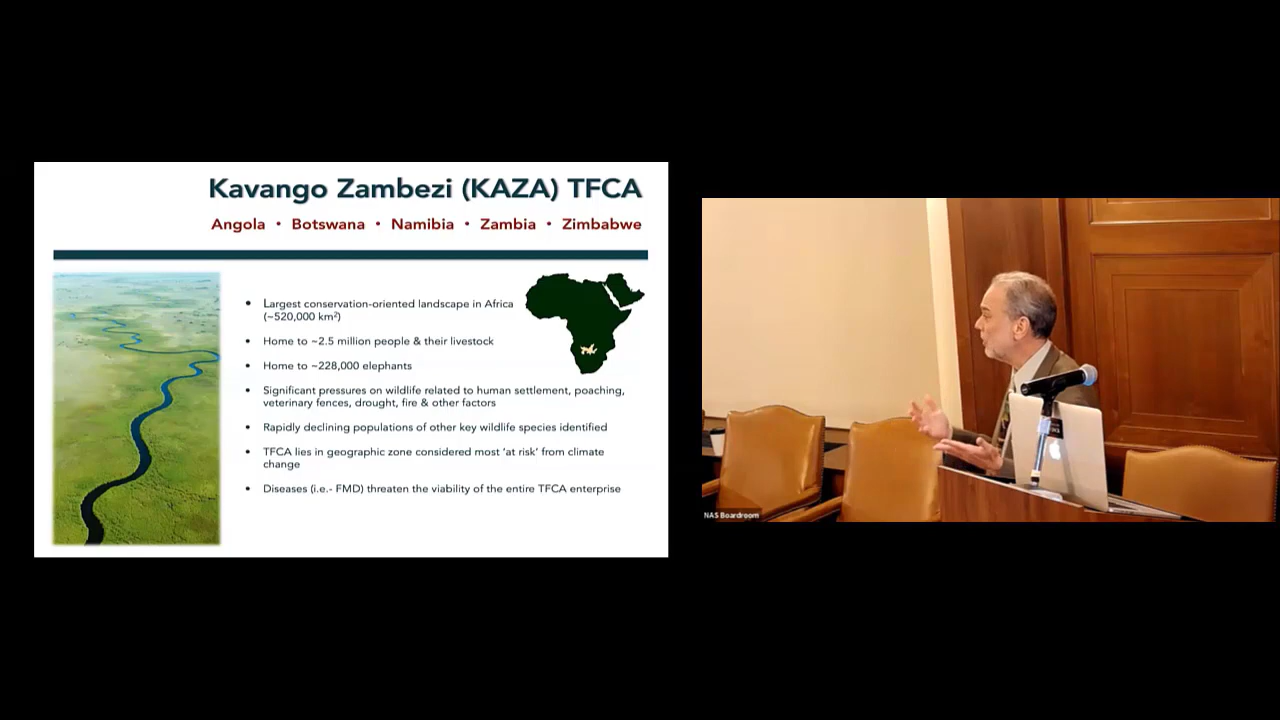 Kavango Zambezi (KAZA) TFCA
Angola • Botswana • Namibia • Zambia • Zimbabwe
• Largest conservation-oriented landscape in Africa
(~520,000 km²)
• Home to ~2.5 million people & their livestock
• Home to ~228,000 elephants
• Significant pressures on wildlife related to human settlement, poaching,
veterinary fences, drought, fire & other factors
• Rapidly declining populations of other key wildlife species identified
• TFCA lies in geographic zone considered most 'at risk' from climate
change
• Diseases (i.e.- FMD) threaten the viability of the entire TFCA enterprise
NAS Boardroom